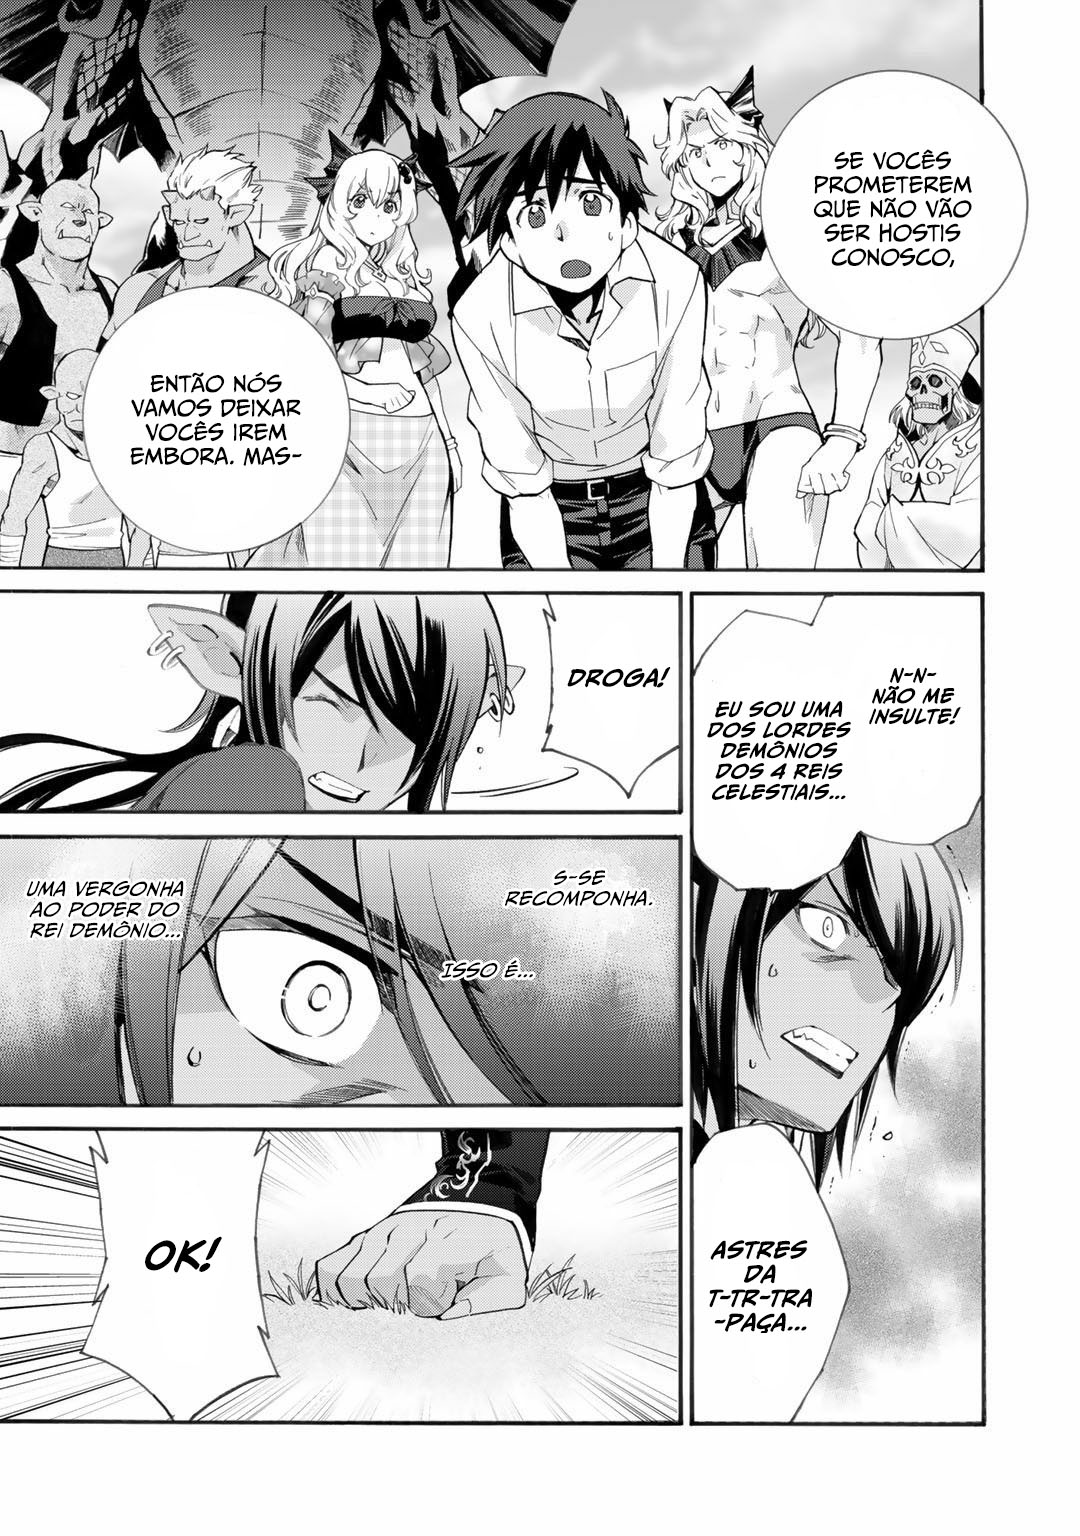 SE VOCÊS
PROMETEREM
QUE NÃO VÃO
SER HOSTIS
CONOSCO,
ENTÃO NÓS
VAMOS DEIXAR
VOCÊS IREM
EMBORA. MAS-
N-N-
NÃO ME
INSULTE!
EU SOU UMA
DOS LORDES
DEMÔNIOS
DOS 4 REIS
CELESTIAIS...
ASTRES
DA
T-TR-TRA
-PAÇA...
DROGA!
S-SE
RECOMPONHA.
ISSO É...
UMA VERGONHA
AO PODER DO
REI DEMÔNIO...
OK!